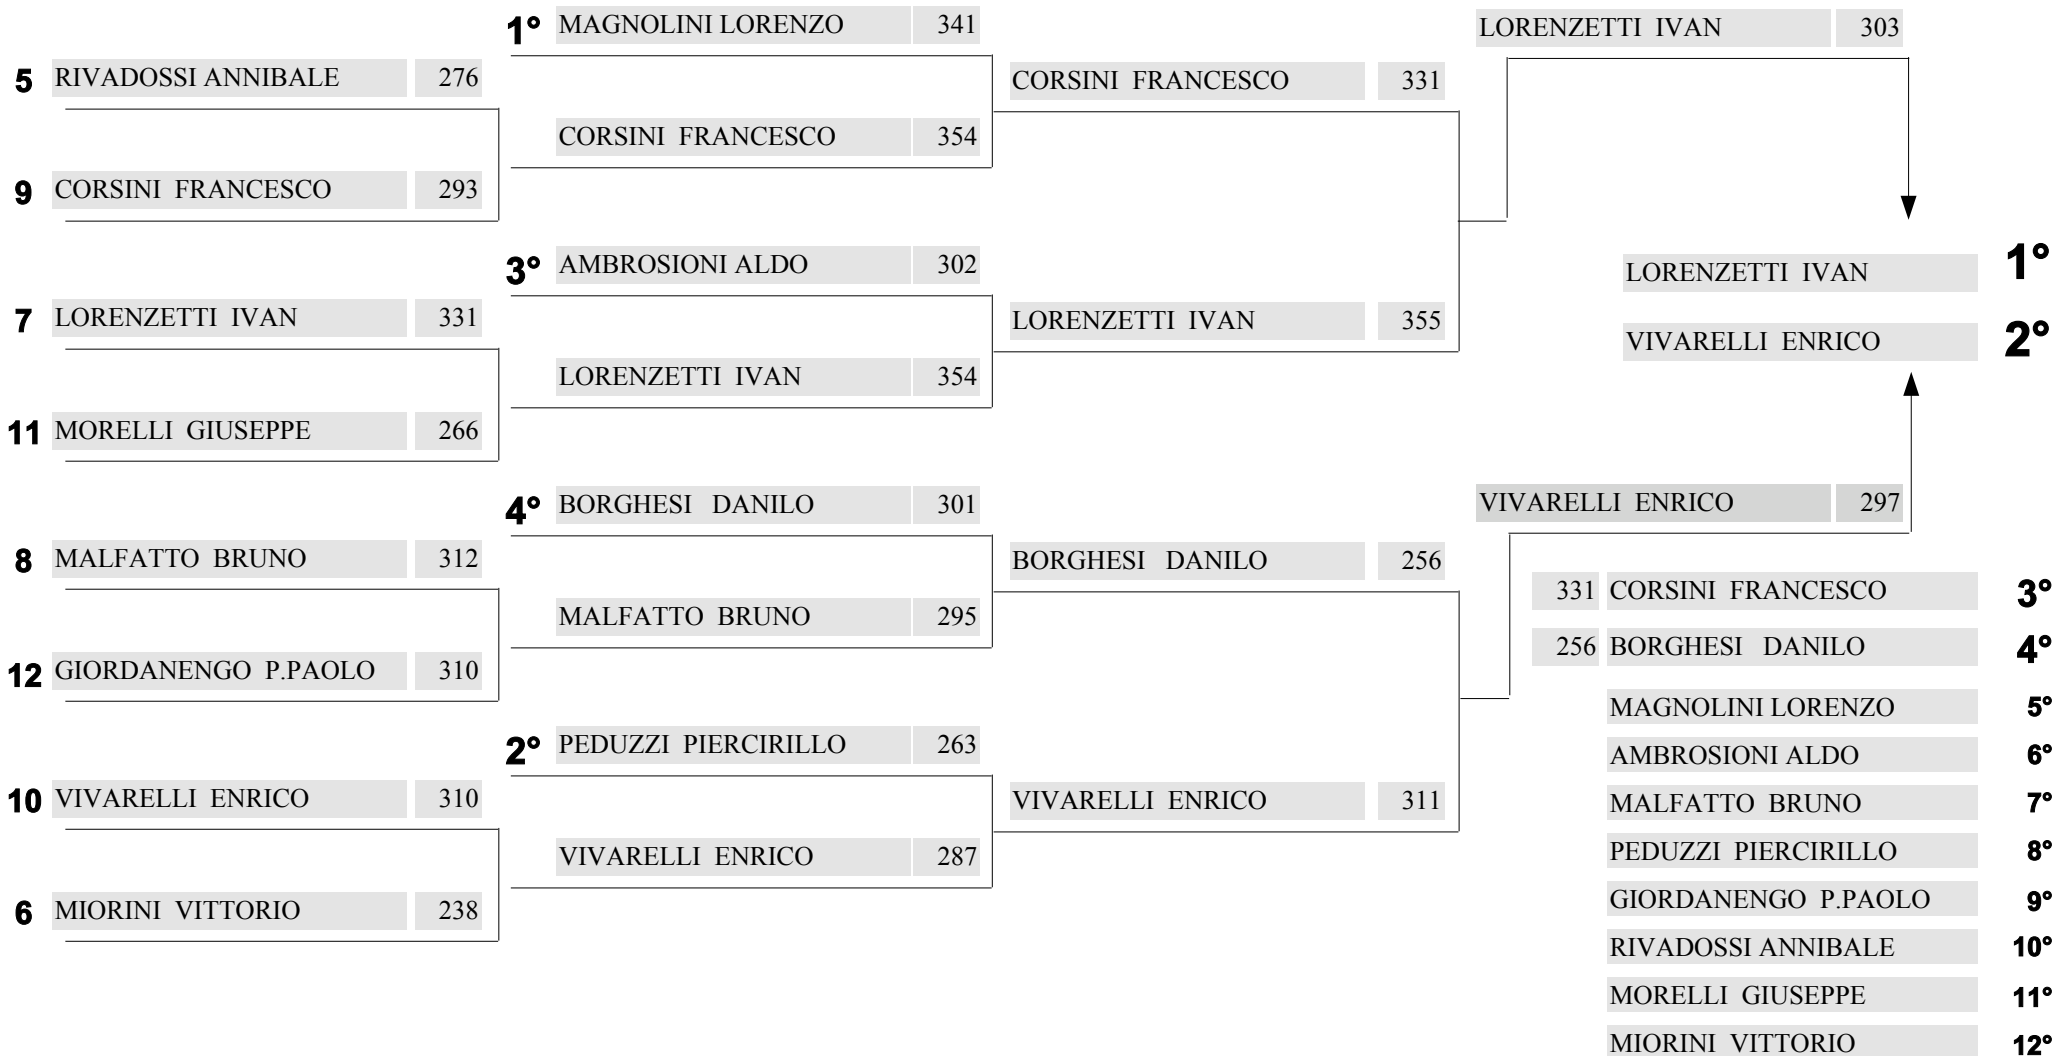 5 RIVADOSSI ANNIBALE 276
9 CORSINI FRANCESCO 293
7 LORENZETTI IVAN 331
11 MORELLI GIUSEPPE 266
8 MALFATTO BRUNO 312
12 GIORDANENGO P.PAOLO 310
10 VIVARELLI ENRICO 310
6 MIORINI VITTORIO 238
1° MAGNOLINI LORENZO 341
CORSINI FRANCESCO 354
3° AMBROSIONI ALDO 302
LORENZETTI IVAN 354
4° BORGHESI DANILO 301
MALFATTO BRUNO 295
2° PEDUZZI PIERCIRILLO 263
VIVARELLI ENRICO 287
CORSINI FRANCESCO 331
LORENZETTI IVAN 355
BORGHESI DANILO 256
VIVARELLI ENRICO 311
LORENZETTI IVAN 303
LORENZETTI IVAN 1°
VIVARELLI ENRICO 2°
VIVARELLI ENRICO 297
331 CORSINI FRANCESCO 3°
256 BORGHESI DANILO 4°
MAGNOLINI LORENZO 5°
AMBROSIONI ALDO 6°
MALFATTO BRUNO 7°
PEDUZZI PIERCIRILLO 8°
GIORDANENGO P.PAOLO 9°
RIVADOSSI ANNIBALE 10°
MORELLI GIUSEPPE 11°
MIORINI VITTORIO 12°